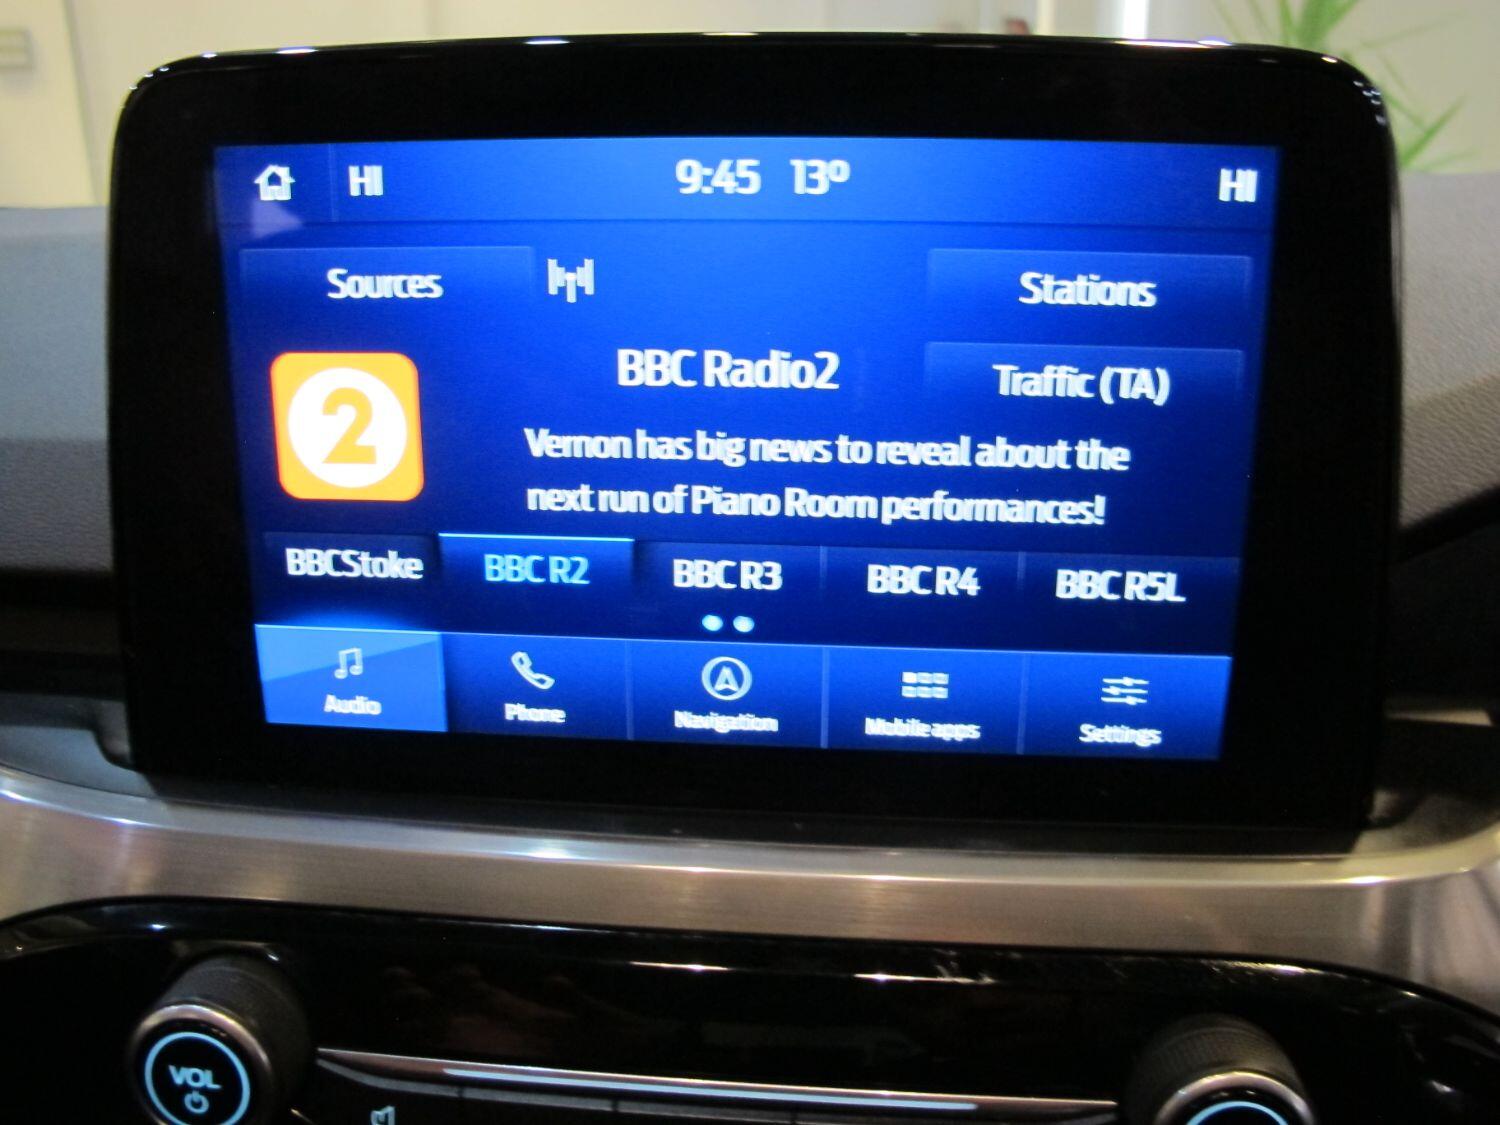 HI 9:45 13º HI
Sources Stations
BBC Radio2
Traffic (TA)
2
Vernon has big news to reveal about the
next run of Piano Room performances!
BBCStoke BBC R2 BBC R3 BBC R4 BBC R5L
Audio Phone Navigation Mobile apps Settings
VOL